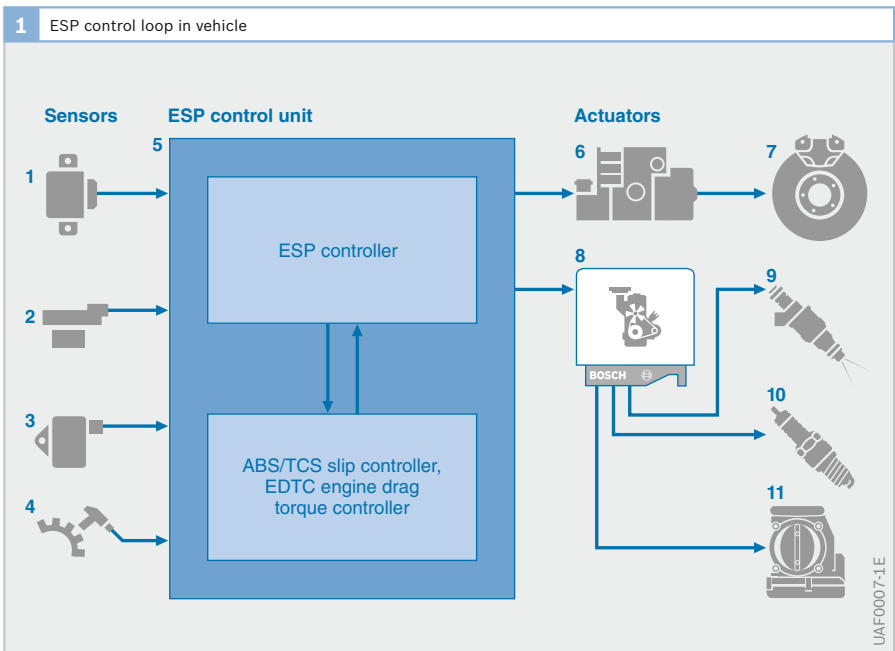 1 ESP control loop in vehicle
Sensors
ESP control unit
Actuators
1
2
3
4
5
ESP controller
ABS/TCS slip controller,
EDTC engine drag
torque controller
6
7
8
BOSCH
9
10
11
UAF0007-1E